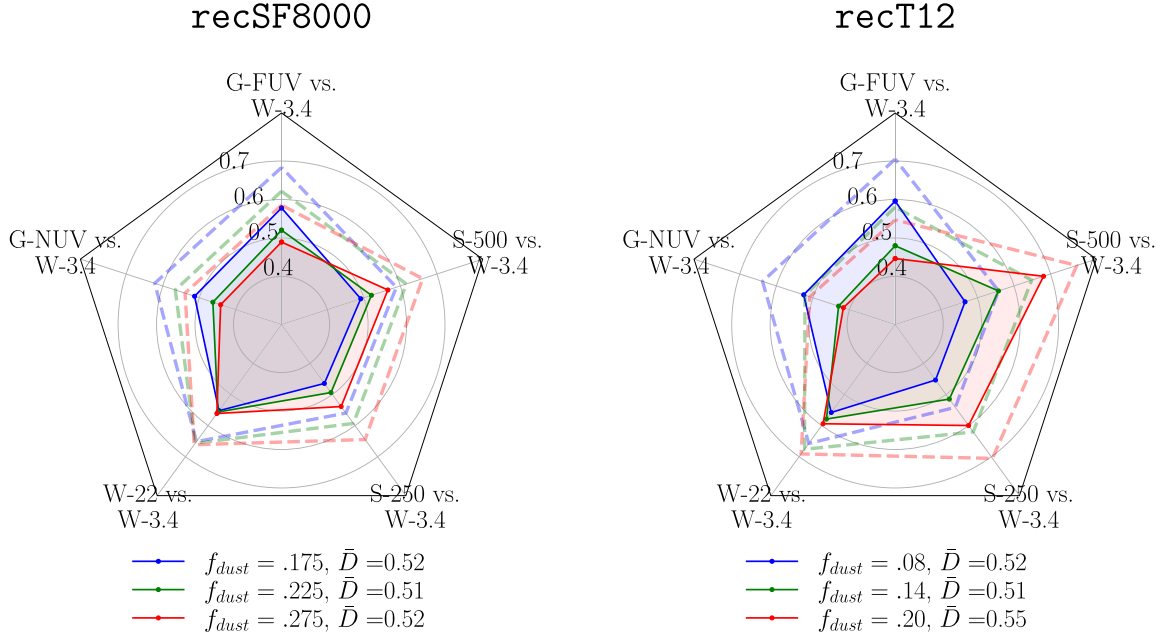 recSF8000
G-FUV vs.
W-3.4
0.7
0.6
0.5
0.4
G-NUV vs.
W-3.4
S-500 vs.
W-3.4
W-22 vs.
W-3.4
S-250 vs.
W-3.4
f_dust = .175, D̄ =0.52
f_dust = .225, D̄ =0.51
f_dust = .275, D̄ =0.52
recT12
G-FUV vs.
W-3.4
0.7
0.6
0.5
0.4
G-NUV vs.
W-3.4
S-500 vs.
W-3.4
W-22 vs.
W-3.4
S-250 vs.
W-3.4
f_dust = .08, D̄ =0.52
f_dust = .14, D̄ =0.51
f_dust = .20, D̄ =0.55